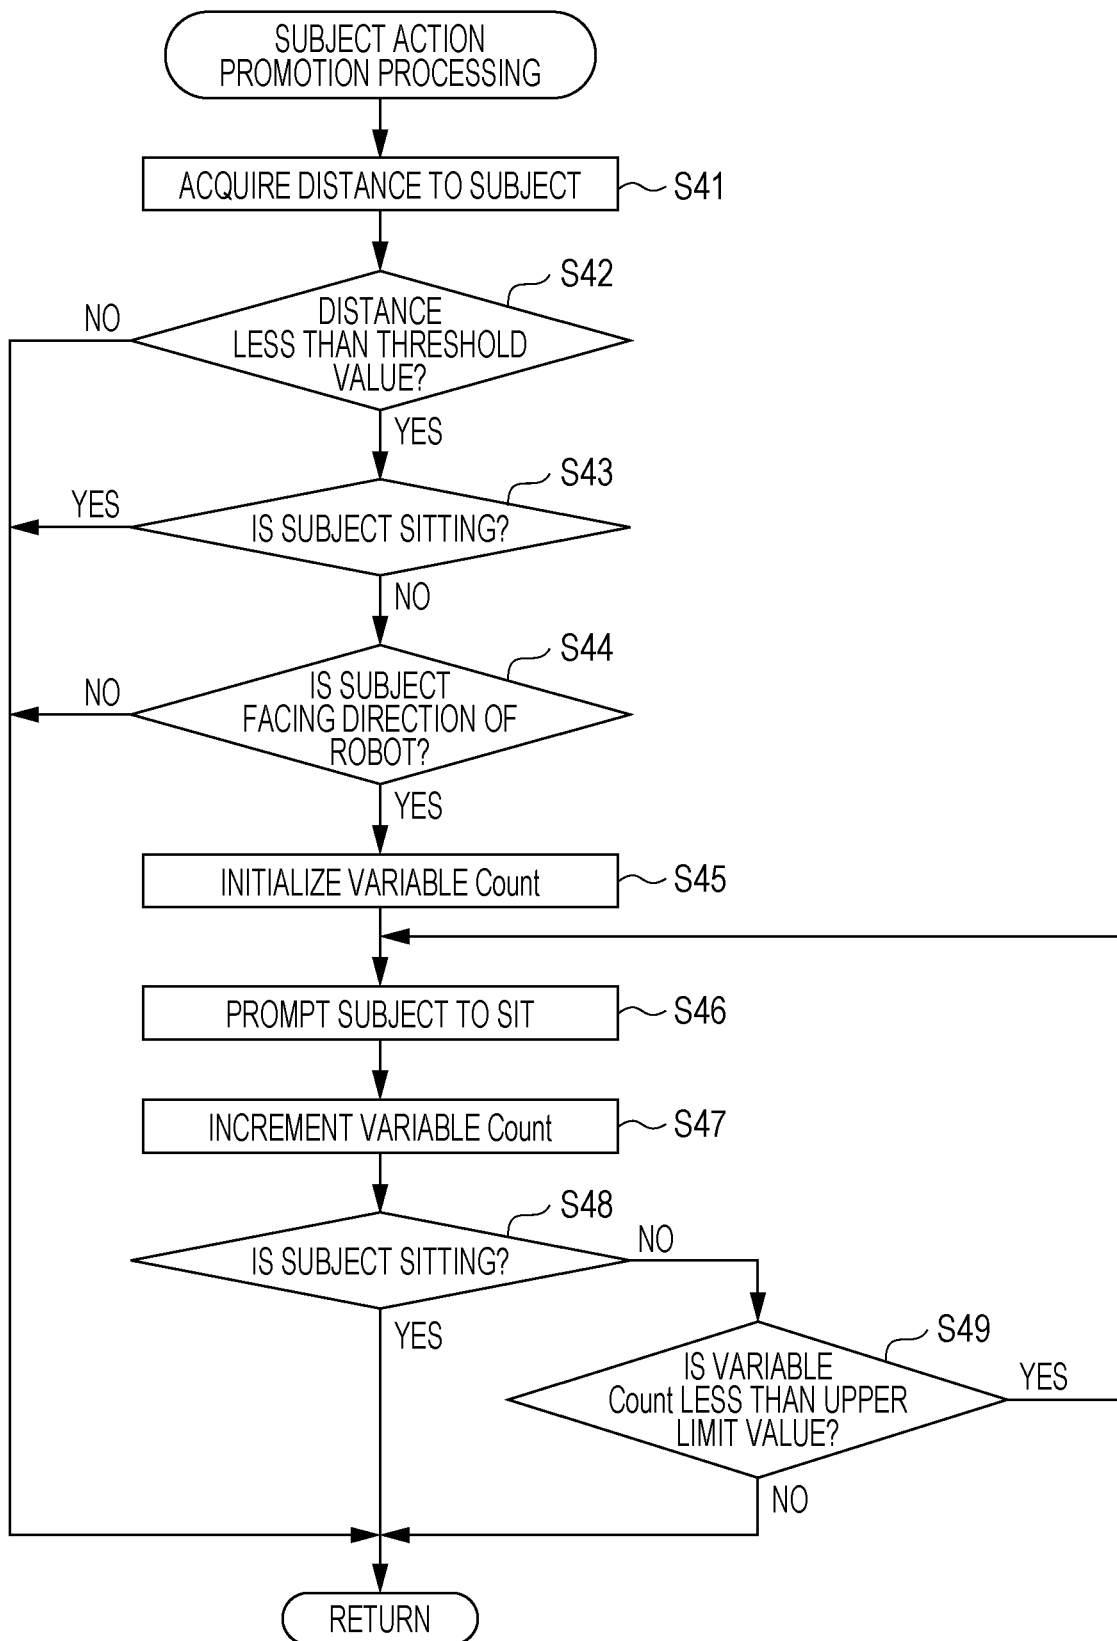 SUBJECT ACTION
PROMOTION PROCESSING
ACQUIRE DISTANCE TO SUBJECT
S41
S42
NO
DISTANCE
LESS THAN THRESHOLD
VALUE?
YES
S43
YES
IS SUBJECT SITTING?
NO
S44
NO
IS SUBJECT
FACING DIRECTION OF
ROBOT?
YES
INITIALIZE VARIABLE Count
S45
PROMPT SUBJECT TO SIT
S46
INCREMENT VARIABLE Count
S47
S48
IS SUBJECT SITTING?
NO
YES
S49
IS VARIABLE
Count LESS THAN UPPER
LIMIT VALUE?
YES
NO
RETURN